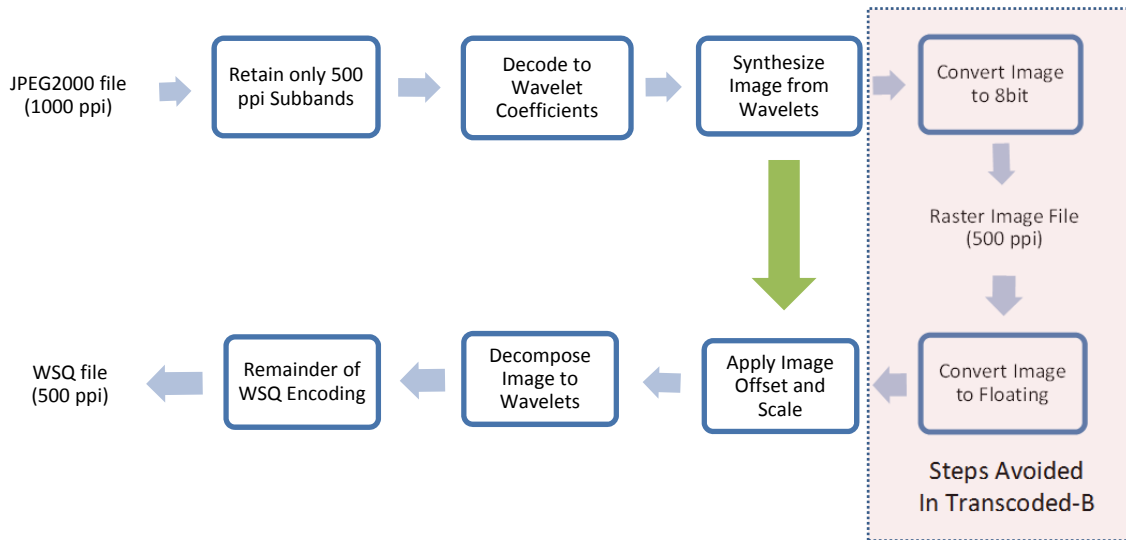 JPEG2000 file
(1000 ppi)
Retain only 500
ppi Subbands
Decode to
Wavelet
Coefficients
Synthesize
Image from
Wavelets
Convert Image
to 8bit
Raster Image File
(500 ppi)
WSQ file
(500 ppi)
Remainder of
WSQ Encoding
Decompose
Image to
Wavelets
Apply Image
Offset and
Scale
Convert Image
to Floating
Steps Avoided
In Transcoded-B